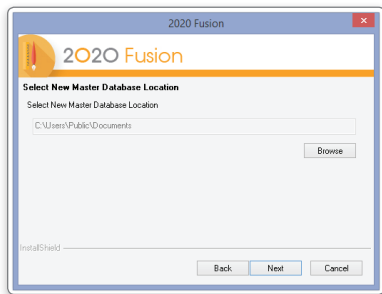 2020 Fusion
2020 Fusion
Select New Master Database Location
Select New Master Database Location
C:\Users\Public\Documents
Browse
InstallShield
Back Next Cancel